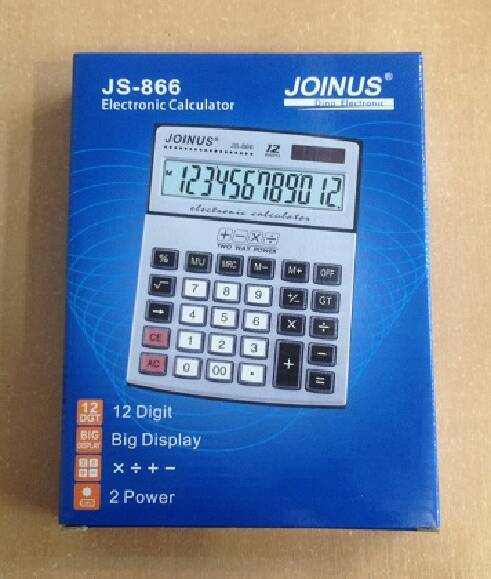 JS-866
Electronic Calculator
JOINUS®
Dino Electronic
JOINUS®
JS-866
12
DIGITS
M 123456789012.
electronic calculator
+ − × ÷
TWO WAY POWER
% MU MRC M− M+ OFF
√ 7 8 9 +/- GT
→ 4 5 6 × ÷
CE 1 2 3 + −
AC 0 00 • =
12 DGT 12 Digit
BIG DISPLAY Big Display
× ÷ + −
2 Power